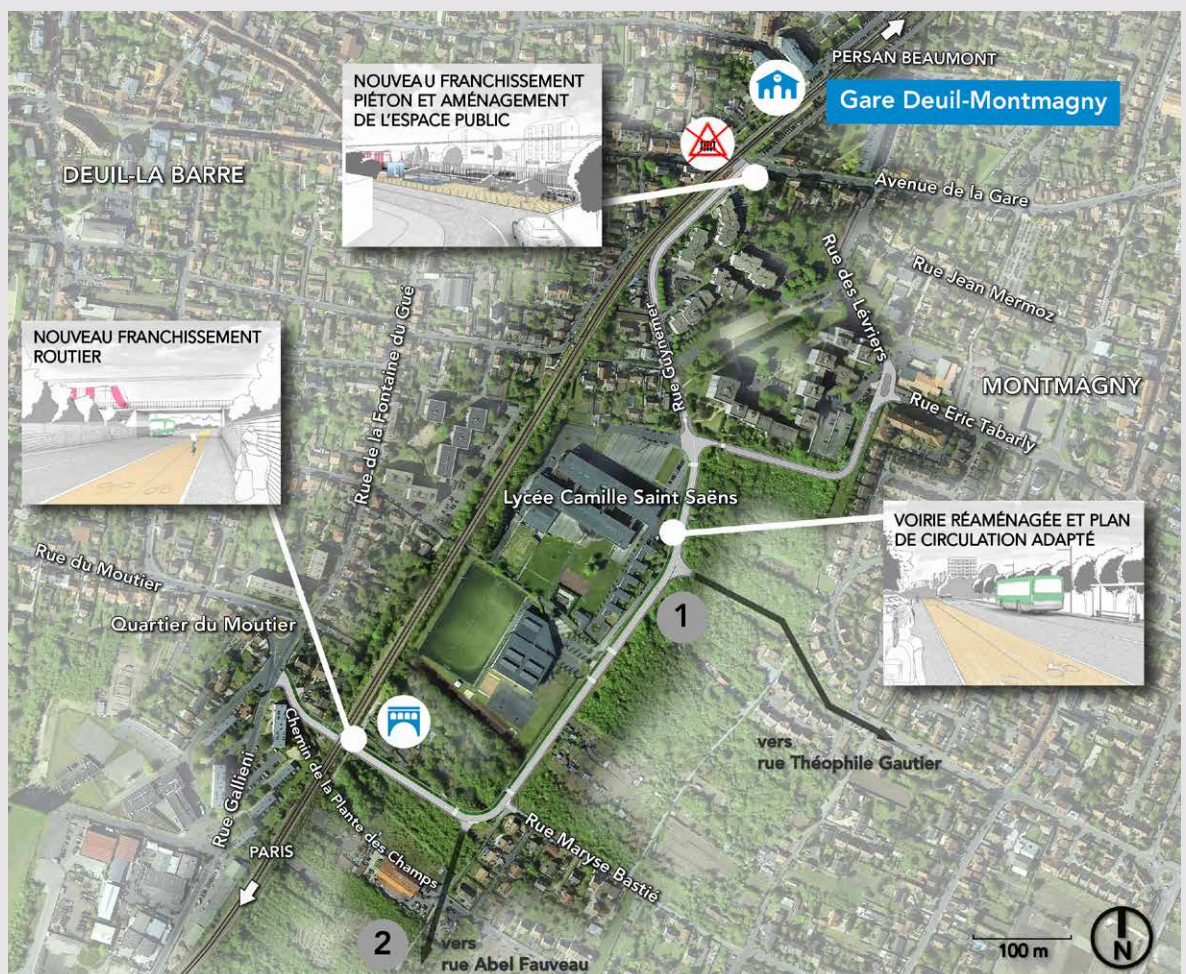 PERSAN BEAUMONT
NOUVEAU FRANCHISSEMENT
PIÉTON ET AMÉNAGEMENT
DE L'ESPACE PUBLIC
Gare Deuil-Montmagny
DEUIL-LA BARRE
Avenue de la Gare
Rue des Lévriers
Rue Jean Mermoz
Rue de la Fontaine du Gué
Rue Guynemer
NOUVEAU FRANCHISSEMENT
ROUTIER
MONTMAGNY
Rue Eric Tabarly
Lycée Camille Saint Saëns
VOIRIE RÉAMÉNAGÉE ET PLAN
DE CIRCULATION ADAPTÉ
Rue du Moutier
Quartier du Moutier
1
Chemin de la Plante des Champs
vers
rue Théophile Gautier
Rue Gallieni
Rue Maryse Bastié
PARIS
2
vers
rue Abel Fauveau
100 m
N